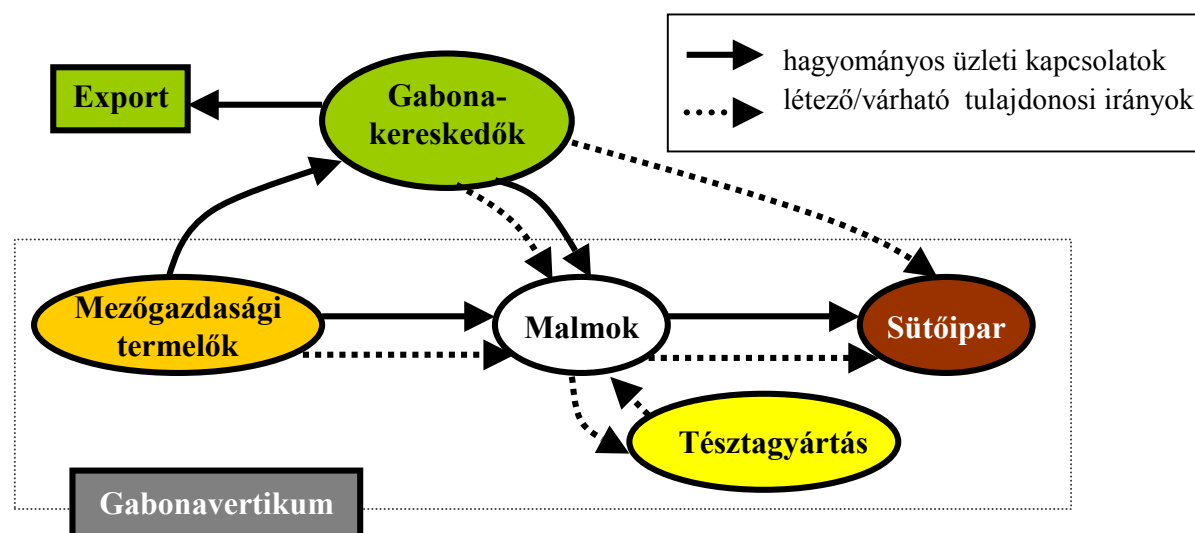 hagyományos üzleti kapcsolatok
létező/várható tulajdonosi irányok
Export
Gabona-
kereskedők
Mezőgazdasági
termelők
Malmok
Sütőipar
Tésztagyártás
Gabonavertikum